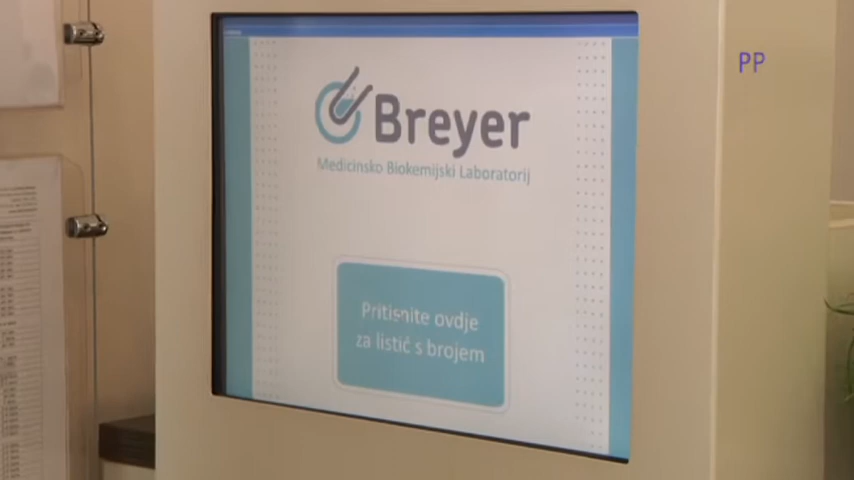 PP
Breyer
Medicinsko Biokemijski Laboratorij
Pritisnite ovdje
za listić s brojem